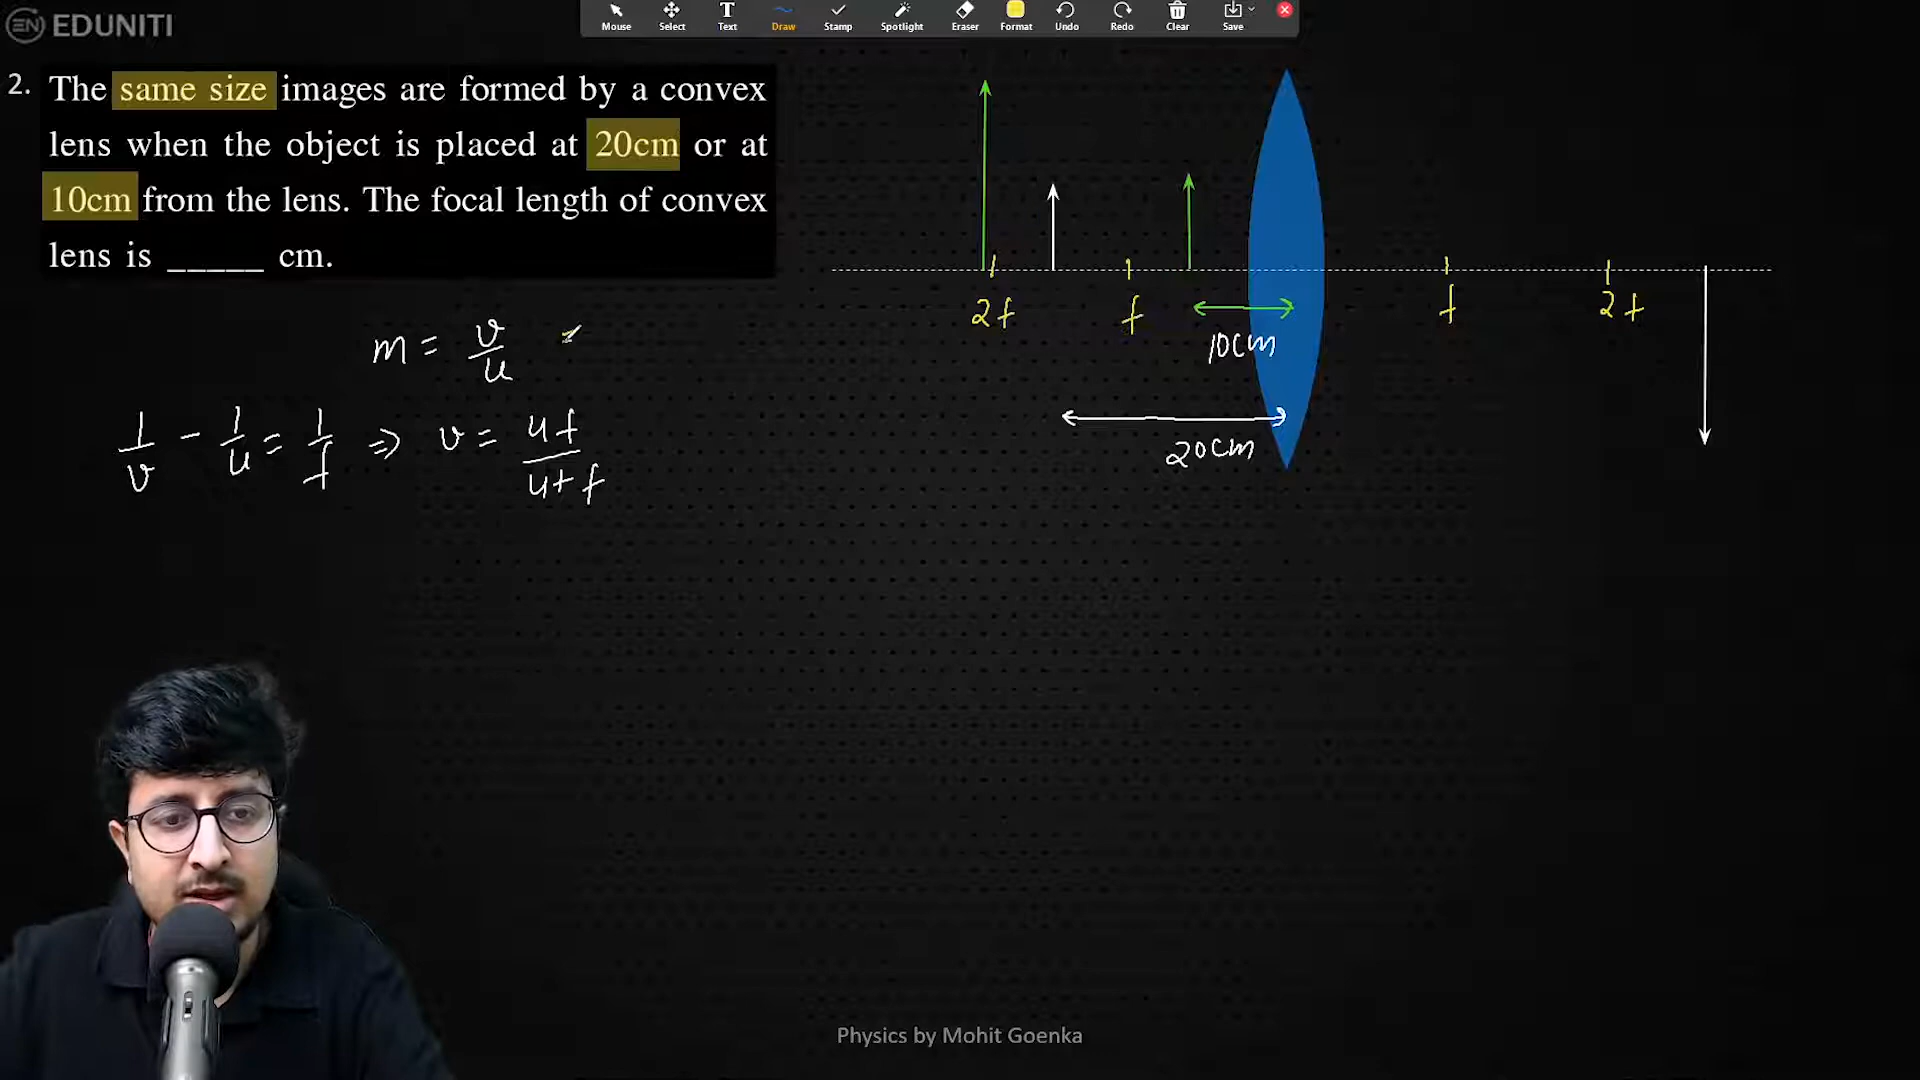 EN EDUNITI
Mouse Select Text Draw Stamp Spotlight Eraser Format Undo Redo Clear Save
2. The same size images are formed by a convex
lens when the object is placed at 20cm or at
10cm from the lens. The focal length of convex
lens is _____ cm.
2f f f 2f
10cm
20cm
m = v/u =
1/v - 1/u = 1/f ⇒ v = uf/u+f
Physics by Mohit Goenka